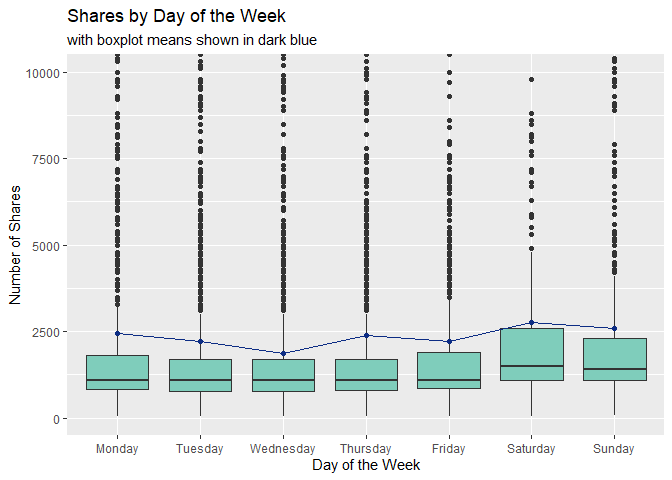 Shares by Day of the Week
with boxplot means shown in dark blue
Number of Shares
10000
7500
5000
2500
0
Monday Tuesday Wednesday Thursday Friday Saturday Sunday
Day of the Week